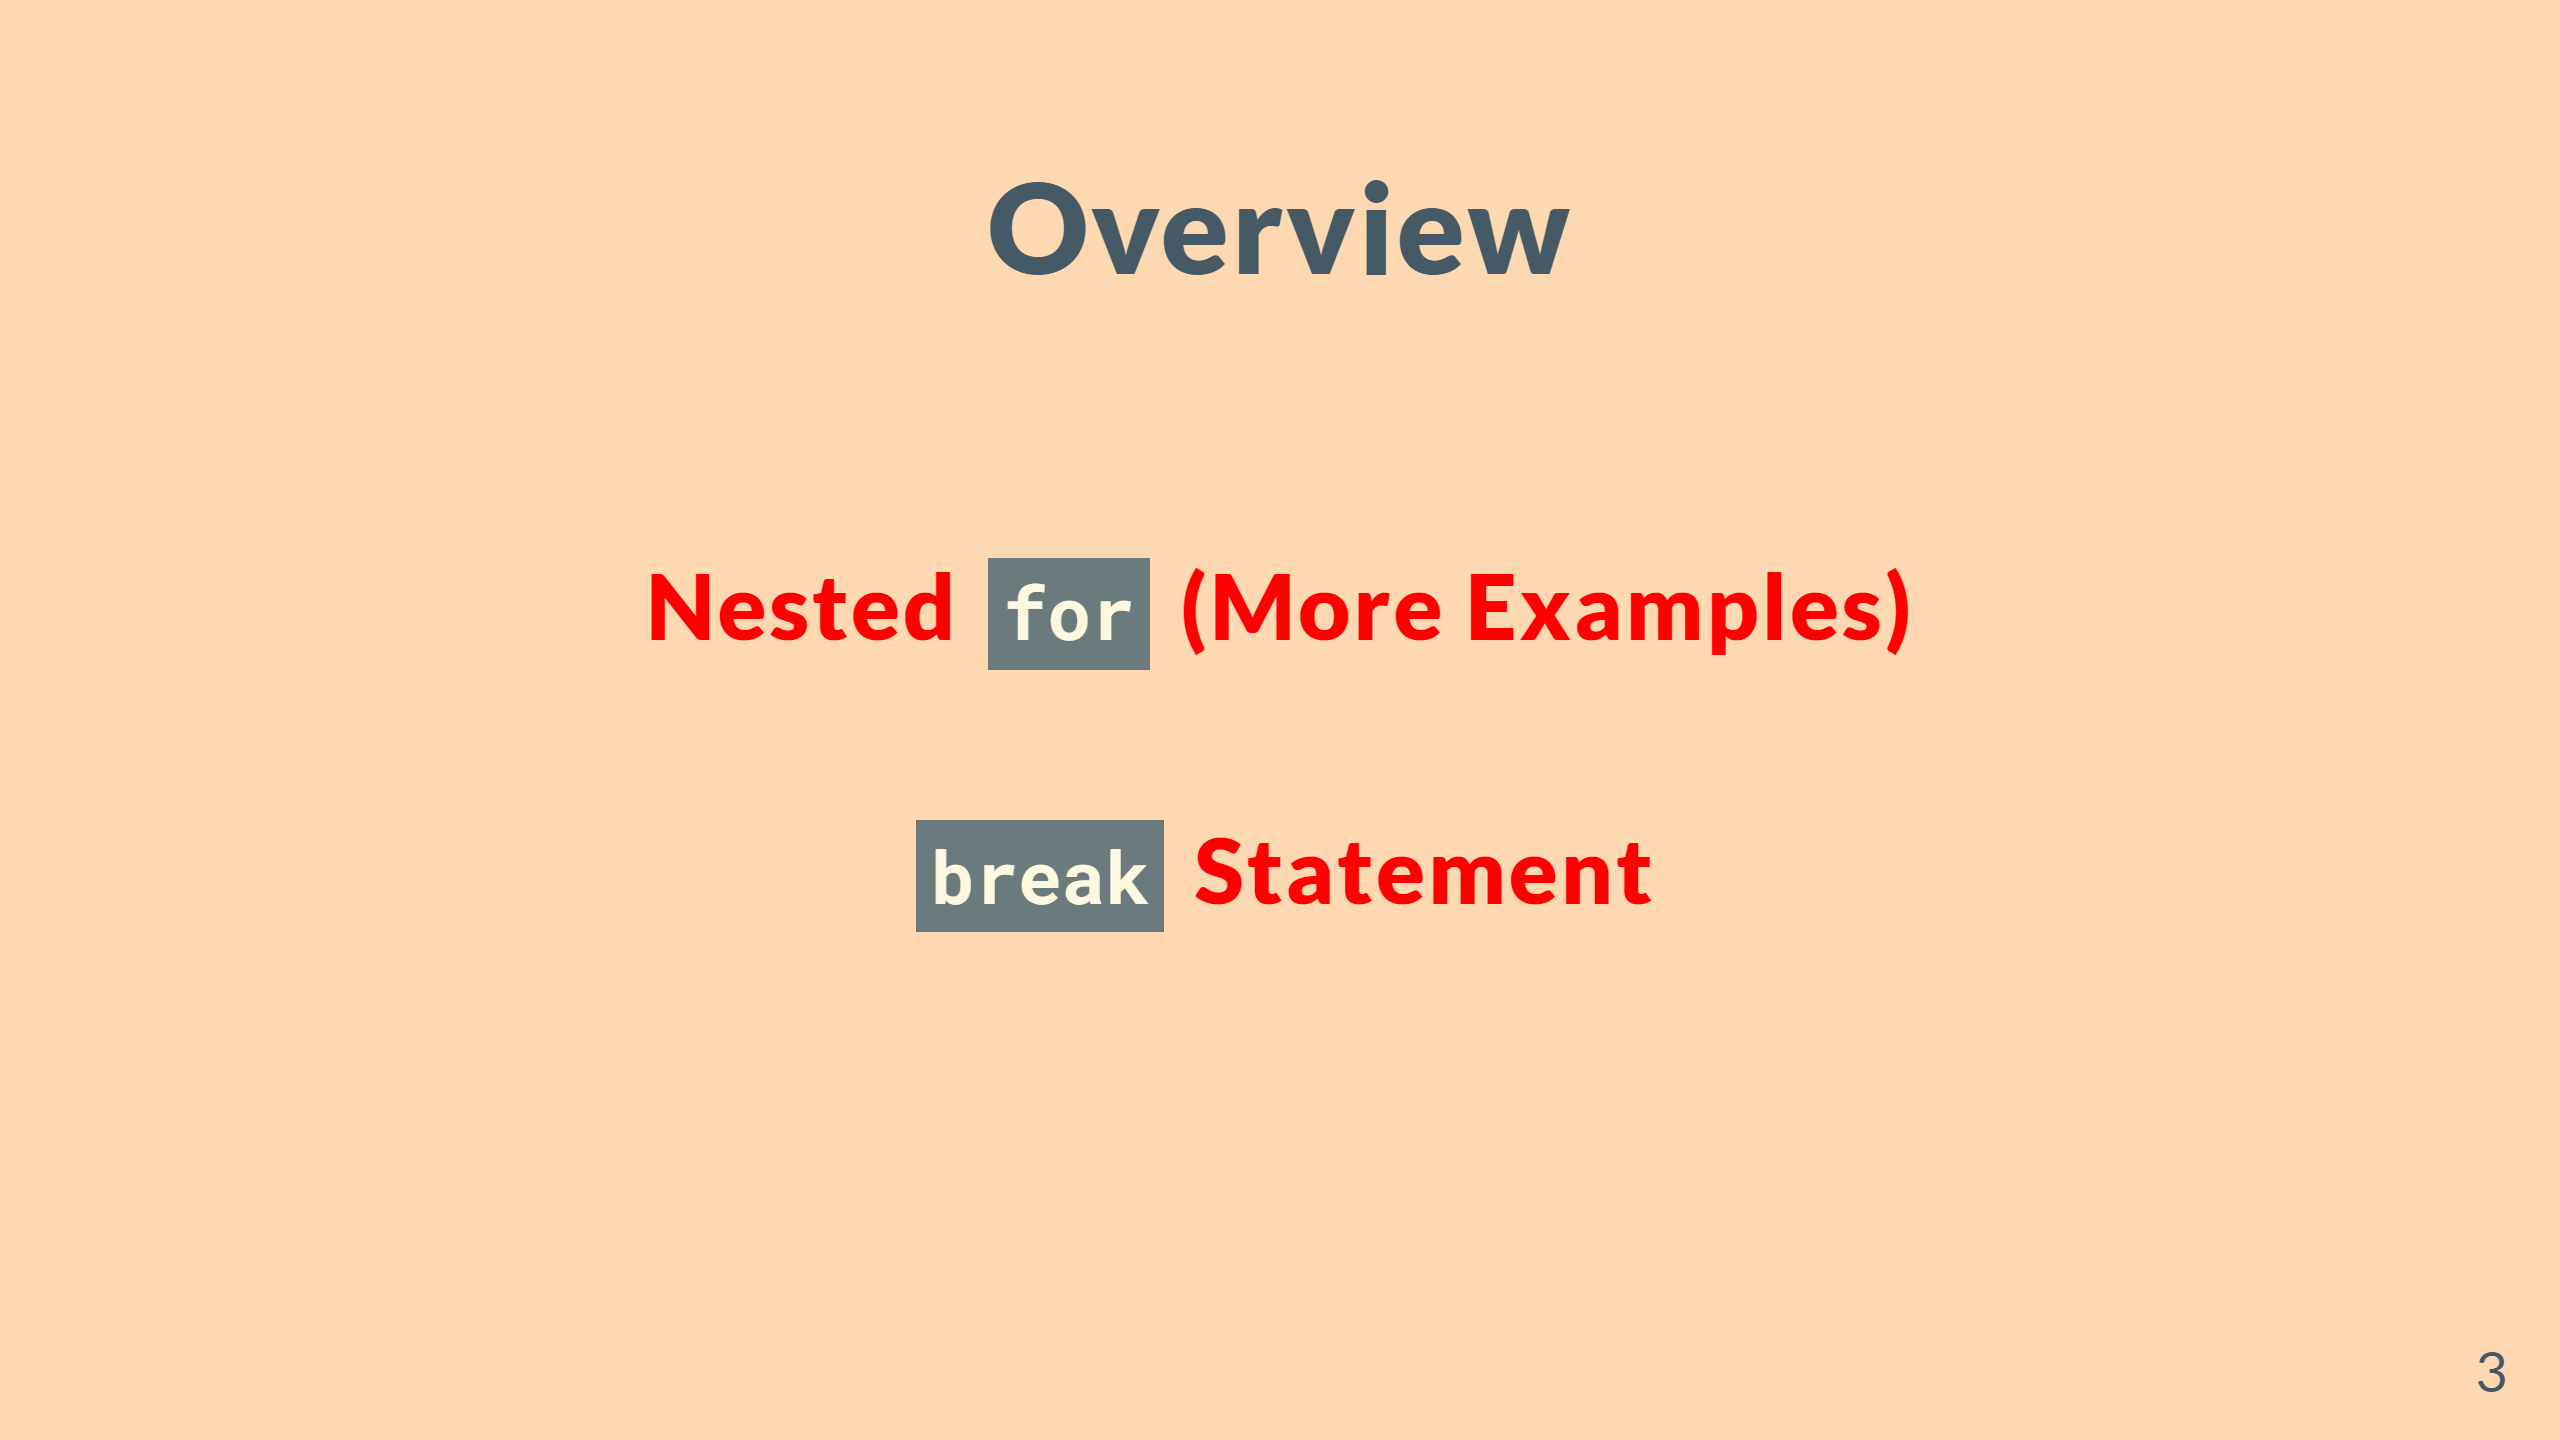 Overview
Nested for (More Examples)
break Statement
3